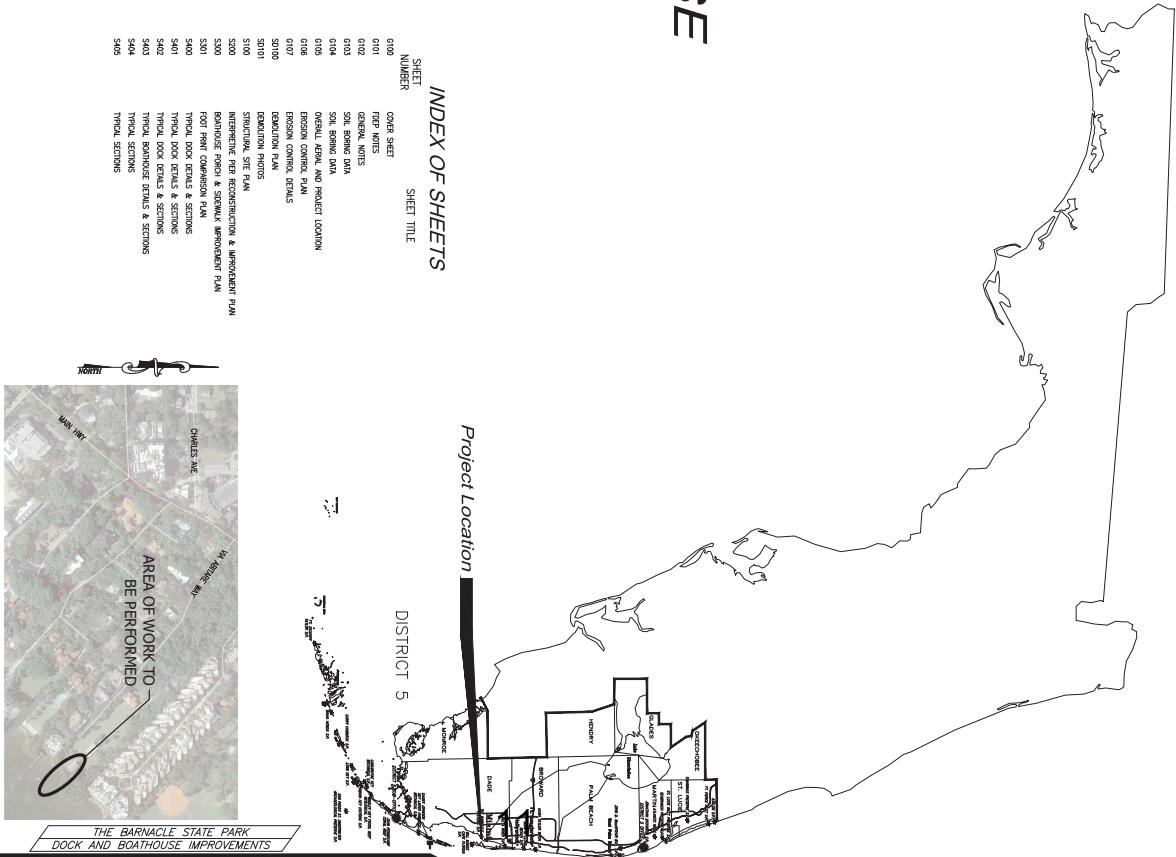 SE
INDEX OF SHEETS
SHEET NUMBER SHEET TITLE
G100 COVER SHEET
G101 FDEP NOTES
G102 GENERAL NOTES
G103 SOIL BORING DATA
G104 SOIL BORING DATA
G105 OVERALL AERIAL AND PROJECT LOCATION
G106 EROSION CONTROL PLAN
G107 EROSION CONTROL DETAILS
SD100 DEMOLITION PLAN
SD101 DEMOLITION PHOTOS
S100 STRUCTURAL SITE PLAN
S200 INTERPRETIVE PIER RECONSTRUCTION & IMPROVEMENT PLAN
S300 BOATHOUSE PORCH & SIDEWALK IMPROVEMENT PLAN
S301 FOOT PRINT COMPARISON PLAN
S400 TYPICAL DOCK DETAILS & SECTIONS
S401 TYPICAL DOCK DETAILS & SECTIONS
S402 TYPICAL DOCK DETAILS & SECTIONS
S403 TYPICAL BOATHOUSE DETAILS & SECTIONS
S404 TYPICAL SECTIONS
S405 TYPICAL SECTIONS
Project Location
DISTRICT 5
OKEECHOBEE
GLADES
ST. LUCIE
MARTIN
HENDRY
PALM BEACH
BROWARD
DADE
MONROE
NORTH
CHARLES AVE
MAIN HWY
VIA ABITARE WAY
AREA OF WORK TO
BE PERFORMED
THE BARNACLE STATE PARK
DOCK AND BOATHOUSE IMPROVEMENTS